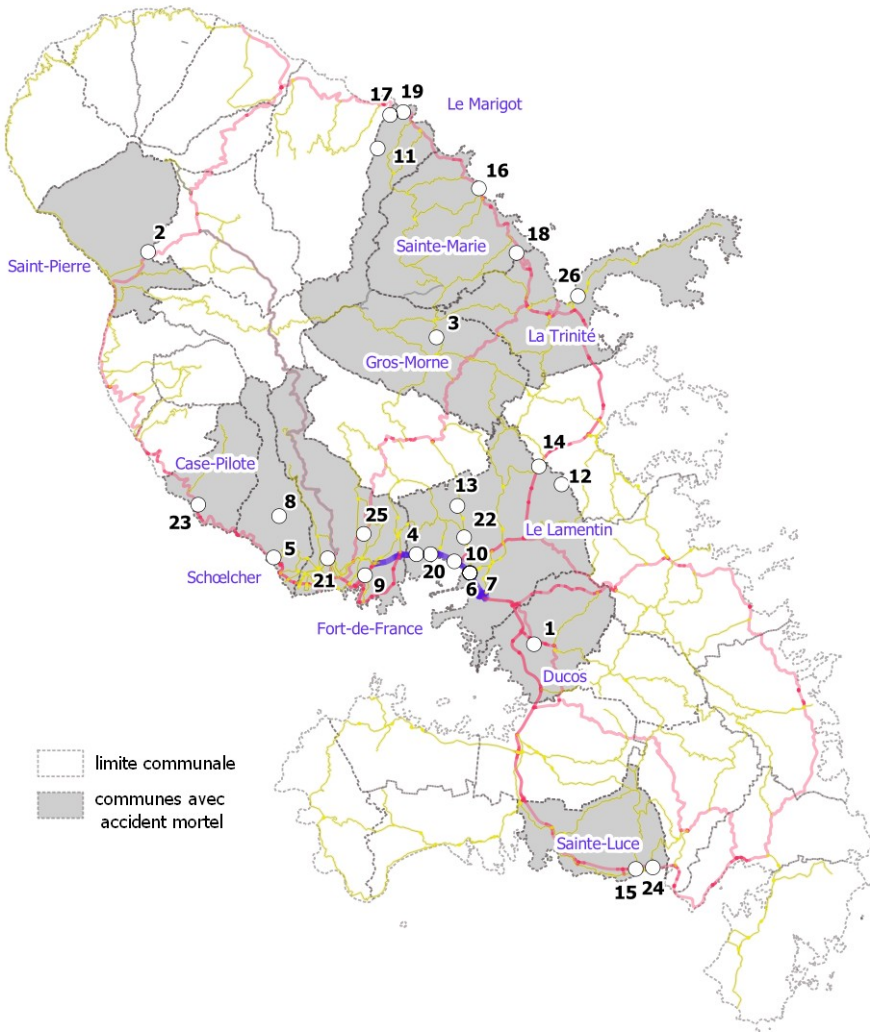 17
19
Le Marigot
11
16
2
Sainte-Marie
18
Saint-Pierre
26
3
La Trinité
Gros-Morne
14
Case-Pilote
13
12
8
23
25
22
Le Lamentin
4
10
5
20
Schœlcher
21
9
6
7
Fort-de-France
1
Ducos
limite communale
communes avec
accident mortel
Sainte-Luce
15
24